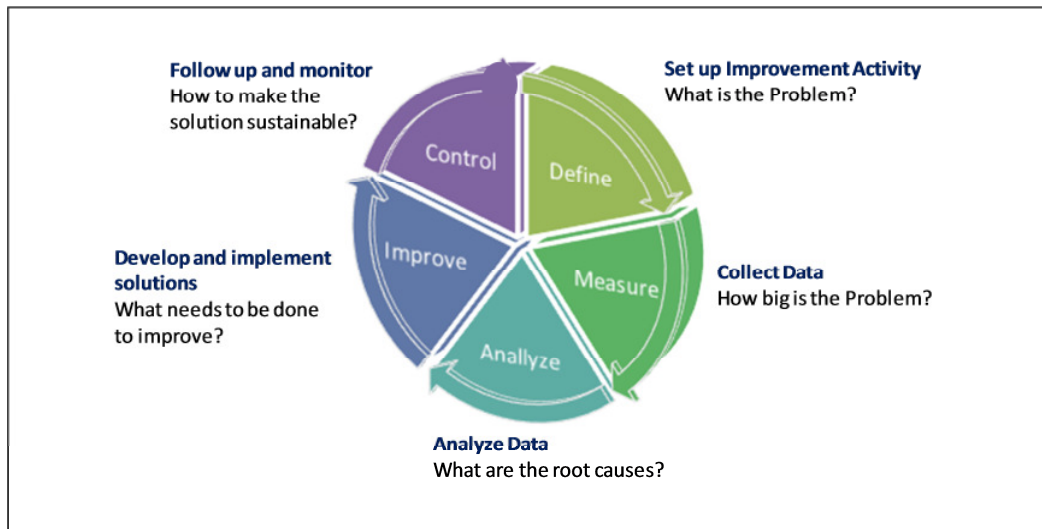 Follow up and monitor
How to make the
solution sustainable?
Set up Improvement Activity
What is the Problem?
Control
Define
Develop and implement
solutions
What needs to be done
to improve?
Improve
Measure
Collect Data
How big is the Problem?
Anallyze
Analyze Data
What are the root causes?